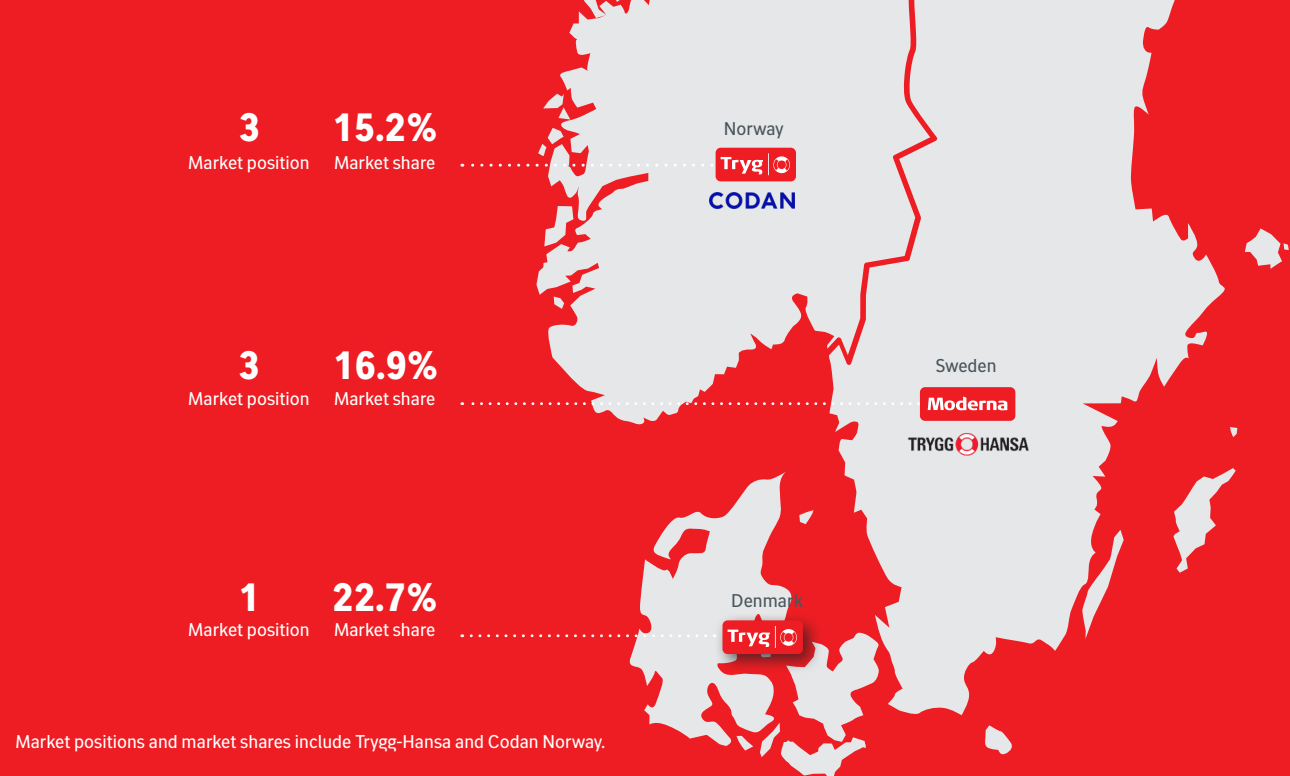 3 15.2%
Market position Market share
Norway
Tryg
CODAN
3 16.9%
Market position Market share
Sweden
Moderna
TRYGG HANSA
1 22.7%
Market position Market share
Denmark
Tryg
Market positions and market shares include Trygg-Hansa and Codan Norway.